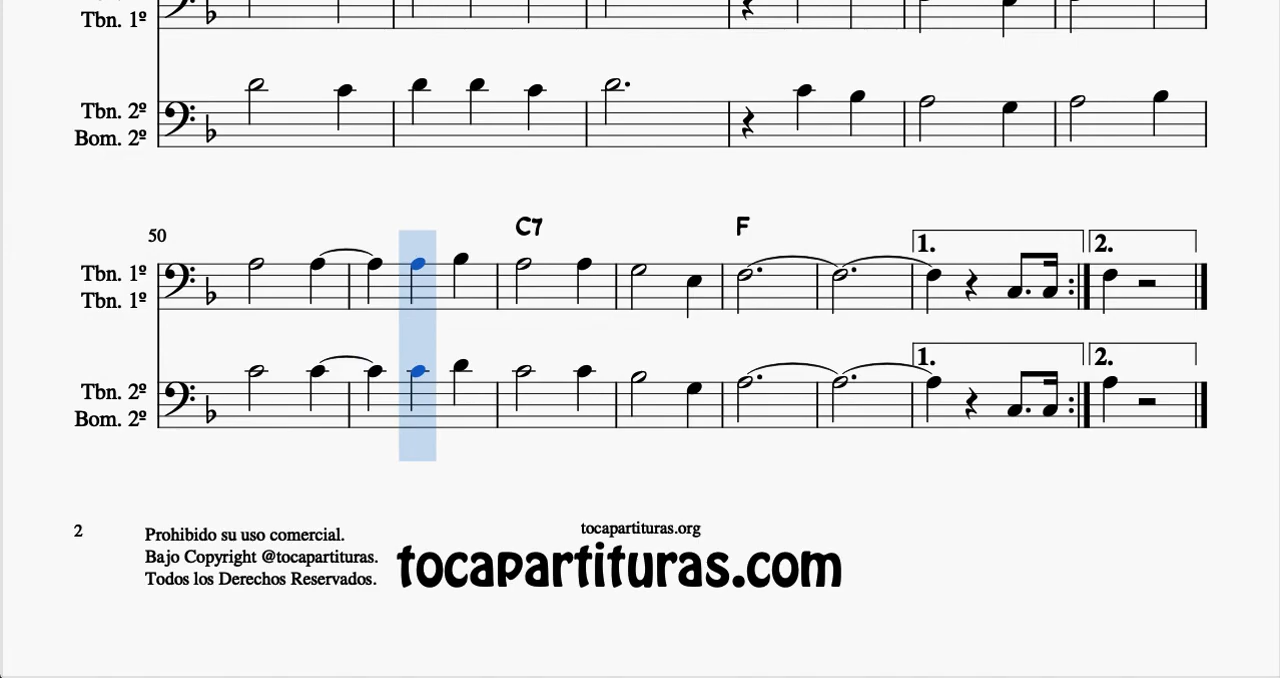 Tbn. 1º
Tbn. 2º
Bom. 2º
50
C7
F
1.
2.
Tbn. 1º
Tbn. 1º
1.
2.
Tbn. 2º
Bom. 2º
2
Prohibido su uso comercial.
Bajo Copyright @tocapartituras.
Todos los Derechos Reservados.
tocapartituras.org
tocapartituras.com